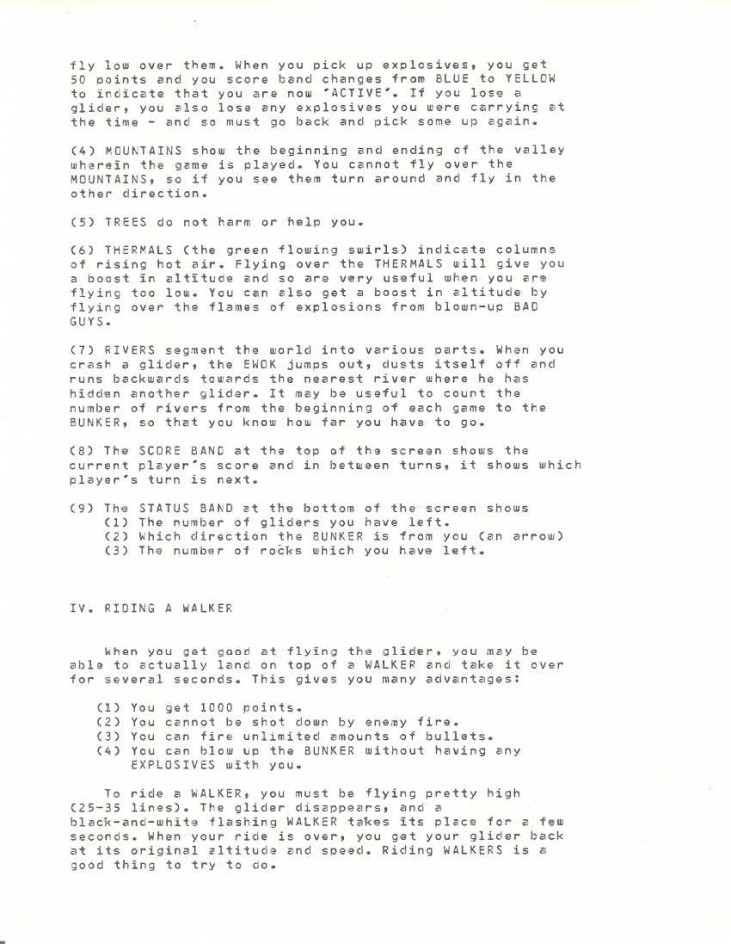 fly low over them. When you pick up explosives, you get
50 points and you score band changes from BLUE to YELLOW
to indicate that you are now "ACTIVE". If you lose a
glider, you also lose any explosives you were carrying at
the time - and so must go back and pick some up again.
(4) MOUNTAINS show the beginning and ending of the valley
wherein the game is played. You cannot fly over the
MOUNTAINS, so if you see them turn around and fly in the
other direction.
(5) TREES do not harm or help you.
(6) THERMALS (the green flowing swirls) indicate columns
of rising hot air. Flying over the THERMALS will give you
a boost in altitude and so are very useful when you are
flying too low. You can also get a boost in altitude by
flying over the flames of explosions from blown-up BAD
GUYS.
(7) RIVERS segment the world into various parts. When you
crash a glider, the EWOK jumps out, dusts itself off and
runs backwards towards the nearest river where he has
hidden another glider. It may be useful to count the
number of rivers from the beginning of each game to the
BUNKER, so that you know how far you have to go.
(8) The SCORE BAND at the top of the screen shows the
current player's score and in between turns, it shows which
player's turn is next.
(9) The STATUS BAND at the bottom of the screen shows
(1) The number of gliders you have left.
(2) Which direction the BUNKER is from you (an arrow)
(3) The number of rocks which you have left.
IV. RIDING A WALKER
When you get good at flying the glider, you may be
able to actually land on top of a WALKER and take it over
for several seconds. This gives you many advantages:
(1) You get 1000 points.
(2) You cannot be shot down by enemy fire.
(3) You can fire unlimited amounts of bullets.
(4) You can blow up the BUNKER without having any
EXPLOSIVES with you.
To ride a WALKER, you must be flying pretty high
(25-35 lines). The glider disappears, and a
black-and-white flashing WALKER takes its place for a few
seconds. When your ride is over, you get your glider back
at its original altitude and speed. Riding WALKERS is a
good thing to try to do.